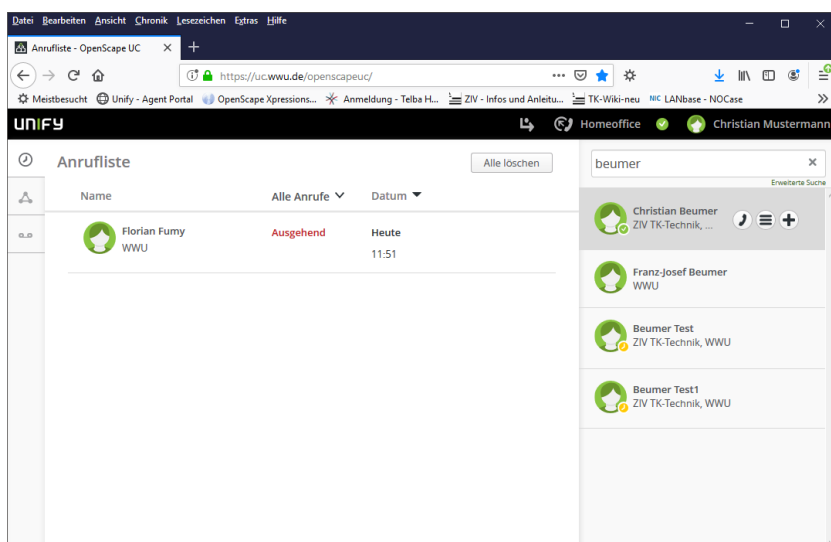 Datei Bearbeiten Ansicht Chronik Lesezeichen Extras Hilfe
Anrufliste - OpenScape UC
https://uc.wwu.de/openscapeuc/
Meistbesucht Unify - Agent Portal OpenScape Xpressions... Anmeldung - Telba H... ZIV - Infos und Anleitu... TK-Wiki-neu NIC LANbase - NOCase
UNIFY Homeoffice Christian Mustermann
Anrufliste Alle löschen
beumer
Erweiterte Suche
Name Alle Anrufe Datum
Florian Fumy Ausgehend Heute
WWU 11:51
Christian Beumer
ZIV TK-Technik, ...
Franz-Josef Beumer
WWU
Beumer Test
ZIV TK-Technik, WWU
Beumer Test1
ZIV TK-Technik, WWU